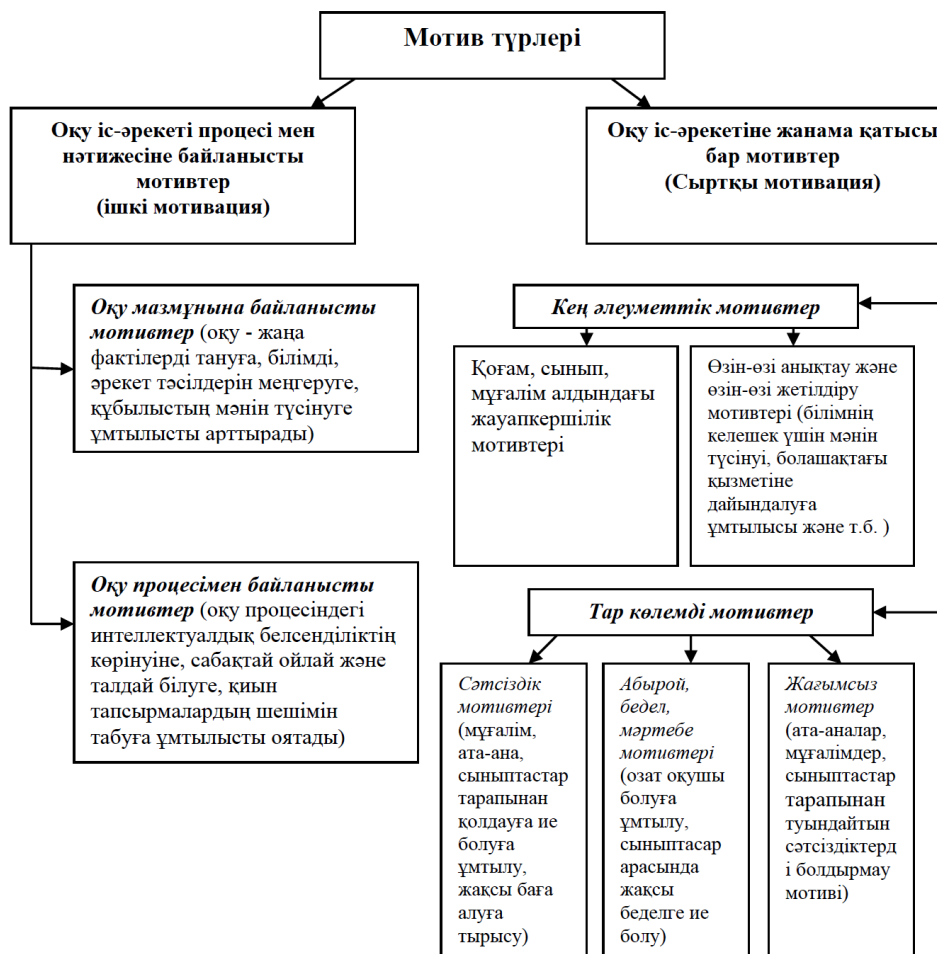 Мотив түрлері
Оқу іс-әрекеті процесі мен
нәтижесіне байланысты
мотивтер
(ішкі мотивация)
Оқу іс-әрекетіне жанама қатысы
бар мотивтер
(Сыртқы мотивация)
Оқу мазмұнына байланысты
мотивтер (оқу - жаңа
фактілерді тануға, білімді,
әрекет тәсілдерін меңгеруге,
құбылыстың мәнін түсінуге
ұмтылысты арттырады)
Оқу процесімен байланысты
мотивтер (оқу процесіндегі
интеллектуалдық белсенділіктің
көрінуіне, сабақтай ойлай және
талдай білуге, қиын
тапсырмалардың шешімін
табуға ұмтылысты оятады)
Кең әлеуметтік мотивтер
Қоғам, сынып,
мұғалім алдындағы
жауапкершілік
мотивтері
Өзін-өзі анықтау және
өзін-өзі жетілдіру
мотивтері (білімнің
келешек үшін мәнін
түсінуі, болашақтағы
қызметіне
дайындалуға
ұмтылысы және т.б. )
Тар көлемді мотивтер
Сәтсіздік
мотивтері
(мұғалім,
ата-ана,
сыныптастар
тарапынан
қолдауға ие
болуға
ұмтылу,
жақсы баға
алуға
тырысу)
Абырой,
бедел,
мәртебе
мотивтері
(озат оқушы
болуға
ұмтылу,
сыныптасар
арасында
жақсы
беделге ие
болу)
Жағымсыз
мотивтер
(ата-аналар,
мұғалімдер,
сыныптастар
тарапынан
туындайтын
сәтсіздіктерд
і болдырмау
мотиві)